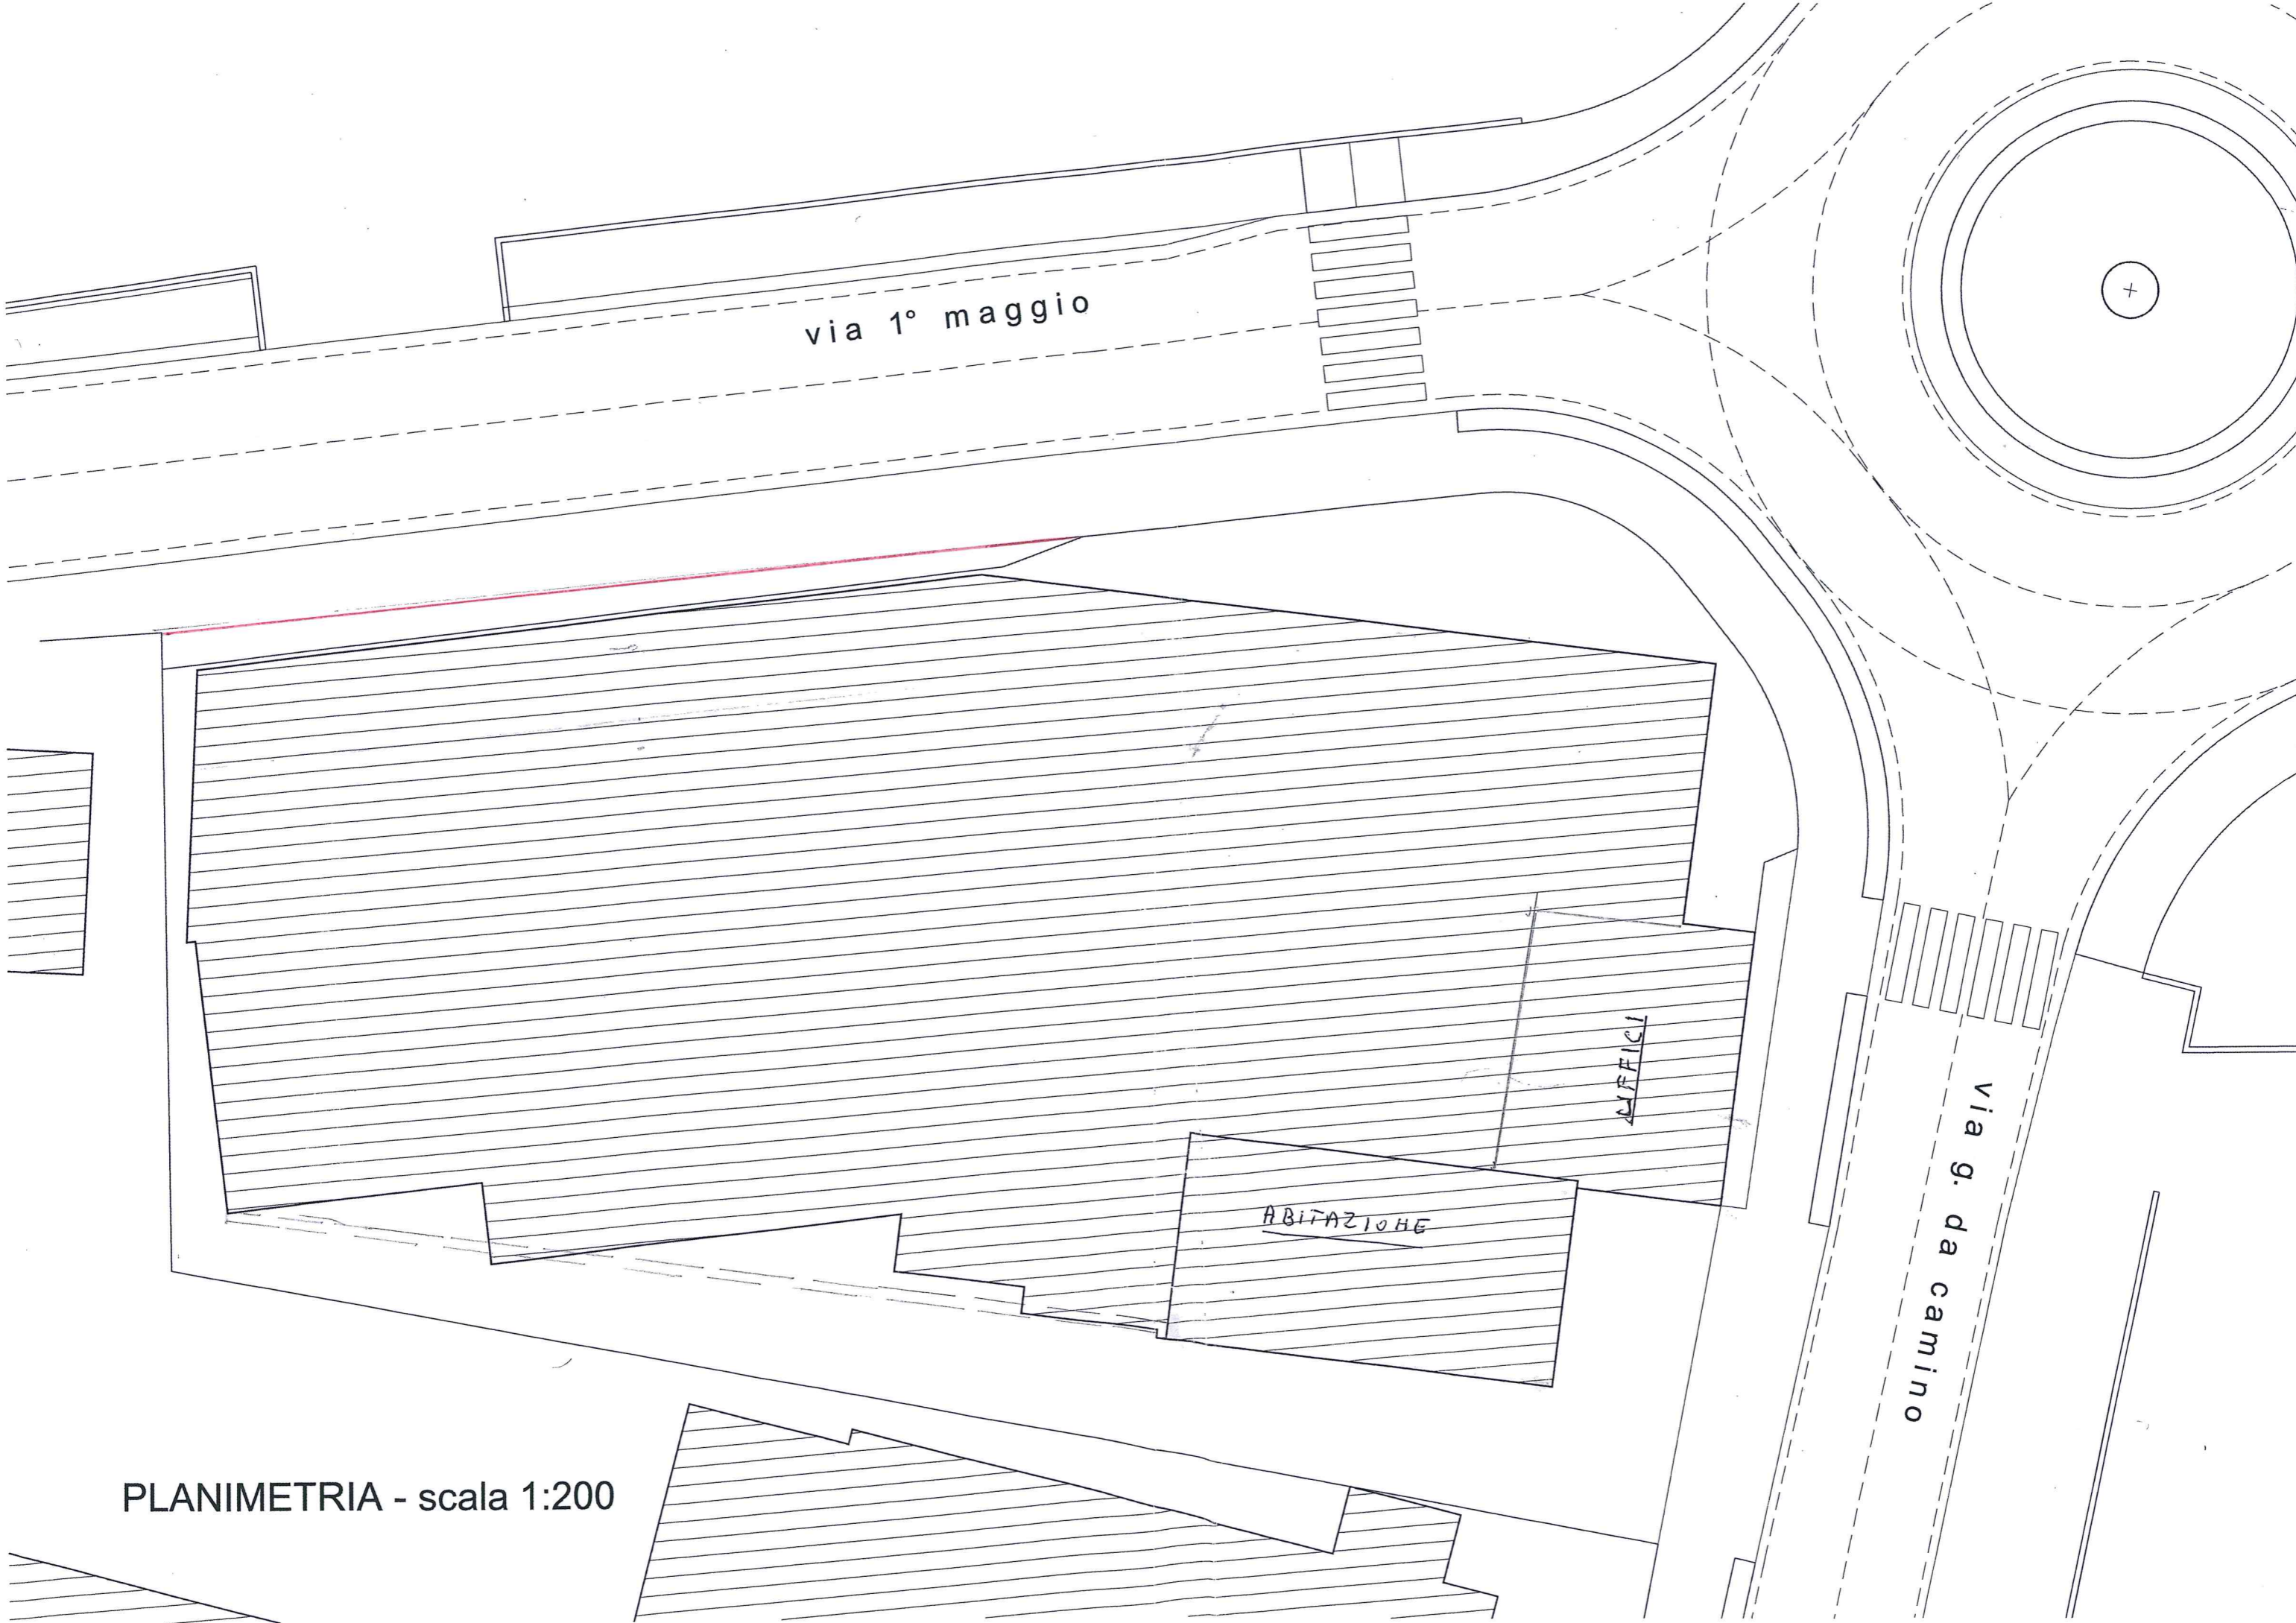 via 1° maggio
UFFICI
via g. da camino
ABITAZIONE
PLANIMETRIA - scala 1:200